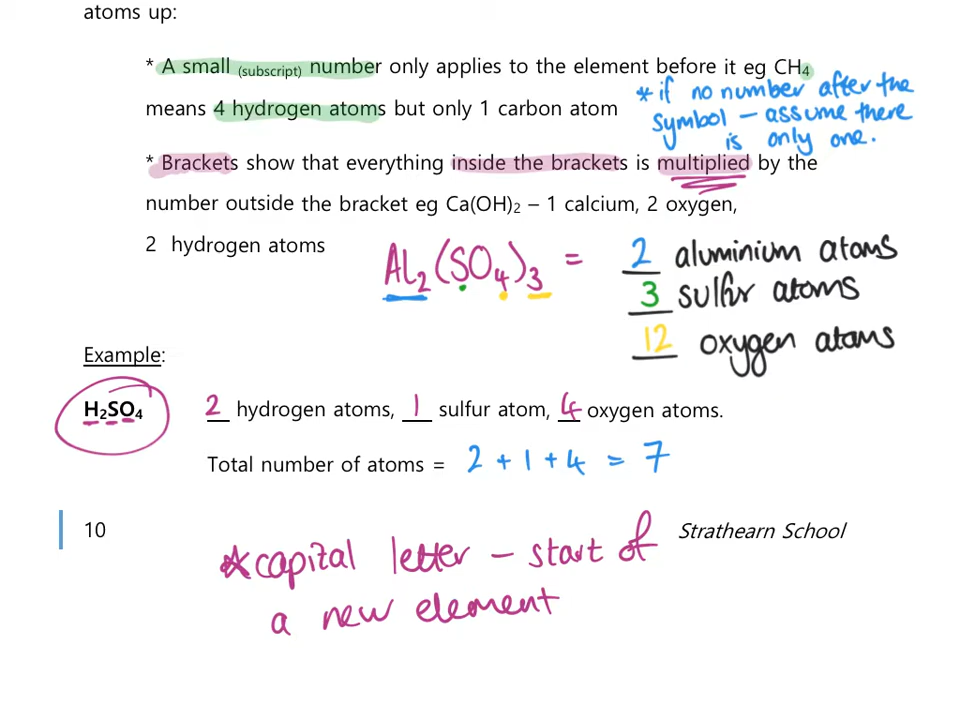 atoms up:
* A small (subscript) number only applies to the element before it eg CH₄
means 4 hydrogen atoms but only 1 carbon atom
* if no number after the
symbol – assume there
is only one.
* Brackets show that everything inside the brackets is multiplied by the
number outside the bracket eg Ca(OH)₂ – 1 calcium, 2 oxygen,
2 hydrogen atoms
Al₂(SO₄)₃ = 2 aluminium atoms
3 sulfur atoms
12 oxygen atoms
Example:
H₂SO₄ 2 hydrogen atoms, 1 sulfur atom, 4 oxygen atoms.
Total number of atoms = 2 + 1 + 4 = 7
10 Strathearn School
* capital letter – start of
a new element